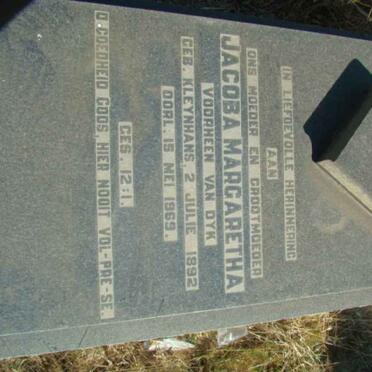 IN LIEFDEVOLLE HERINNERING
AAN
ONS MOEDER EN GROOTMOEDER
JACOBA MARGARETHA
VOORHEEN VAN DYK
GEB. KLEYNHANS 2 JULIE 1892
OORL. 15 MEI 1969.
GES. 12:1.
O GOEDHEID GODS, HIER NOOIT VOL-PRE-SE.